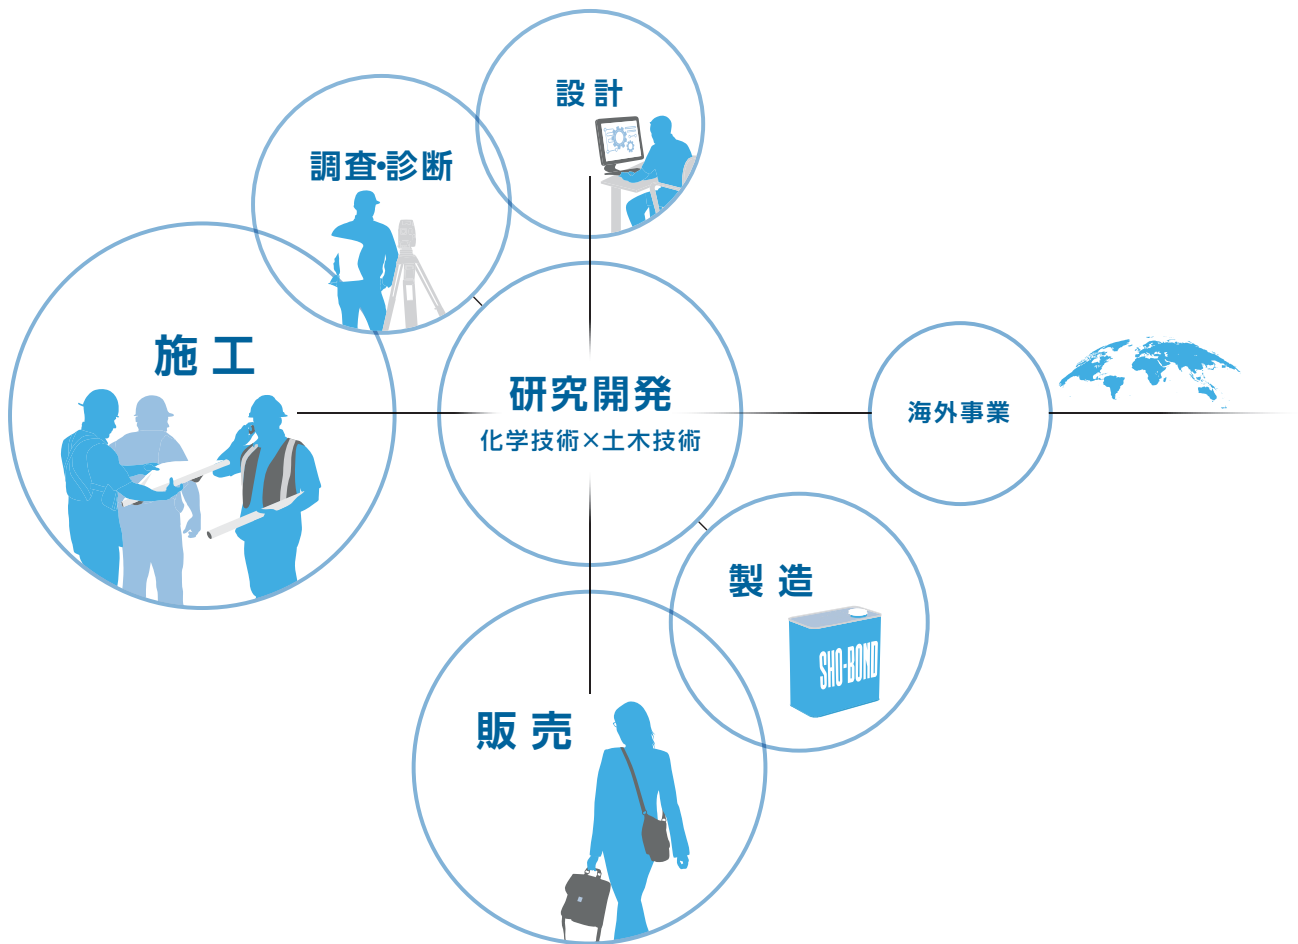 設計
調査・診断
施工
研究開発
化学技術×土木技術
海外事業
製造
SHO-BOND
販売